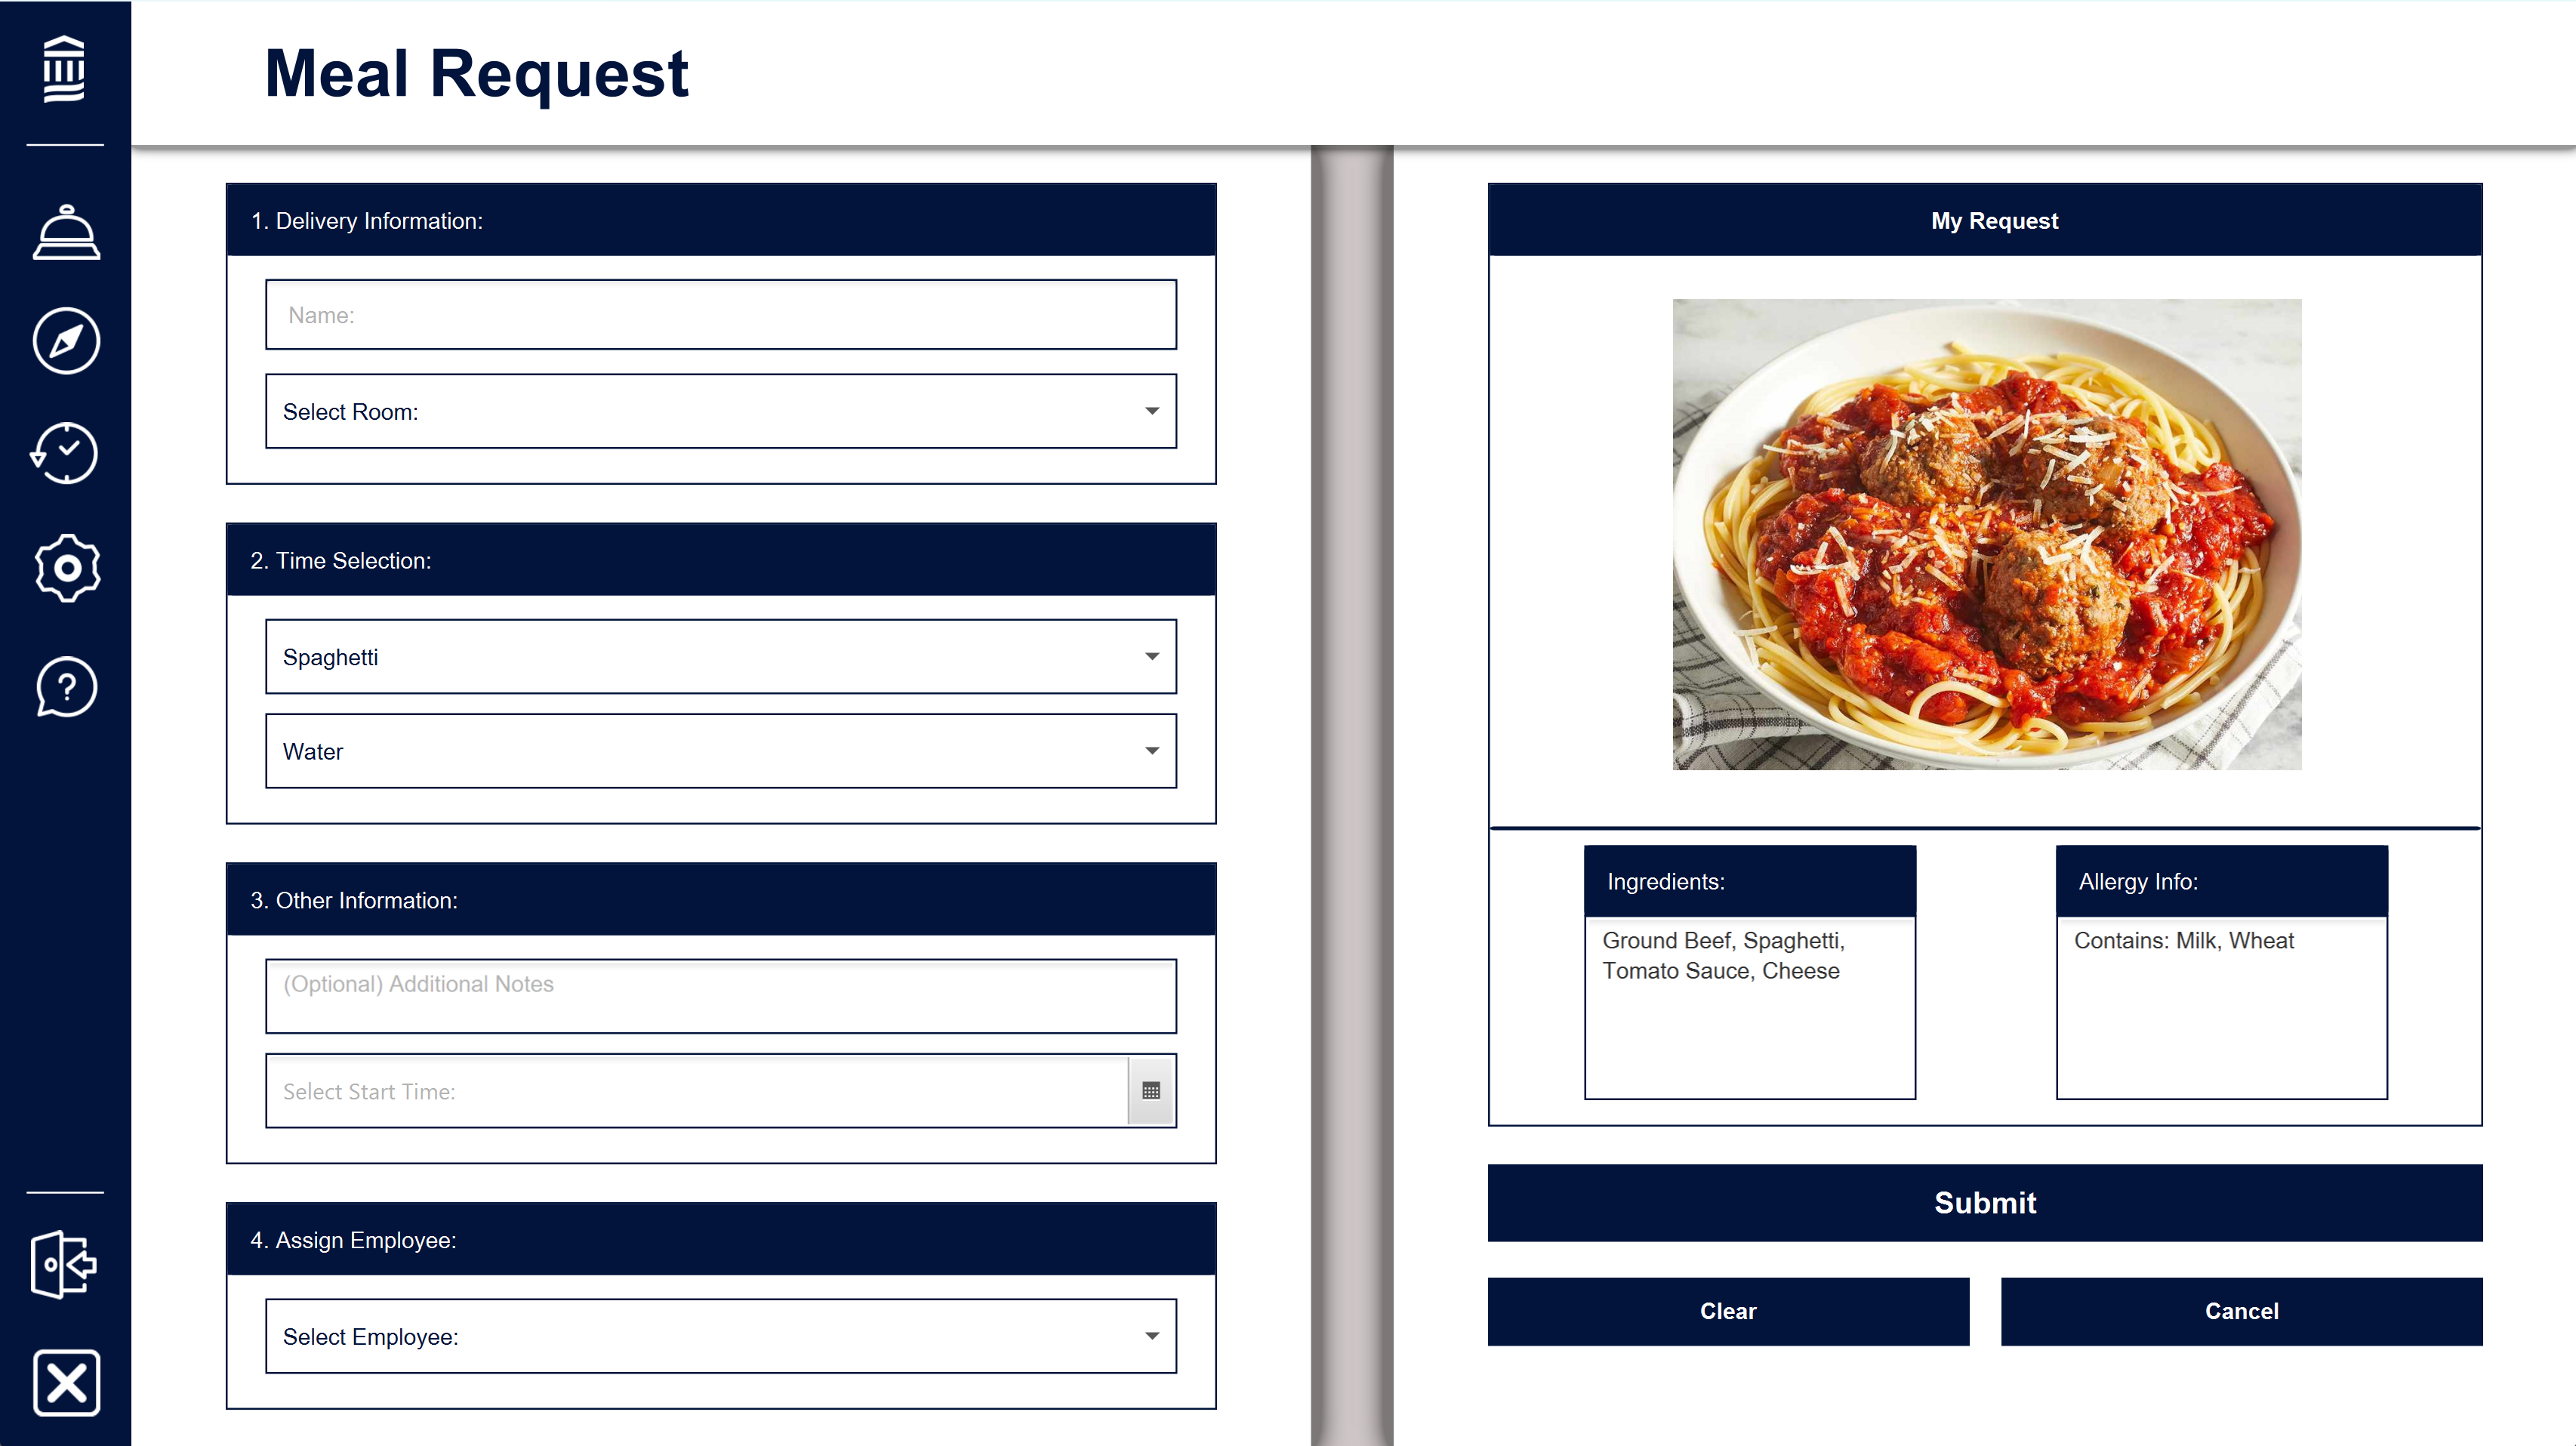 Meal Request
1. Delivery Information:
Name:
Select Room:
2. Time Selection:
Spaghetti
Water
3. Other Information:
(Optional) Additional Notes
Select Start Time:
4. Assign Employee:
Select Employee:
My Request
Ingredients:
Ground Beef, Spaghetti,
Tomato Sauce, Cheese
Allergy Info:
Contains: Milk, Wheat
Submit
Clear
Cancel